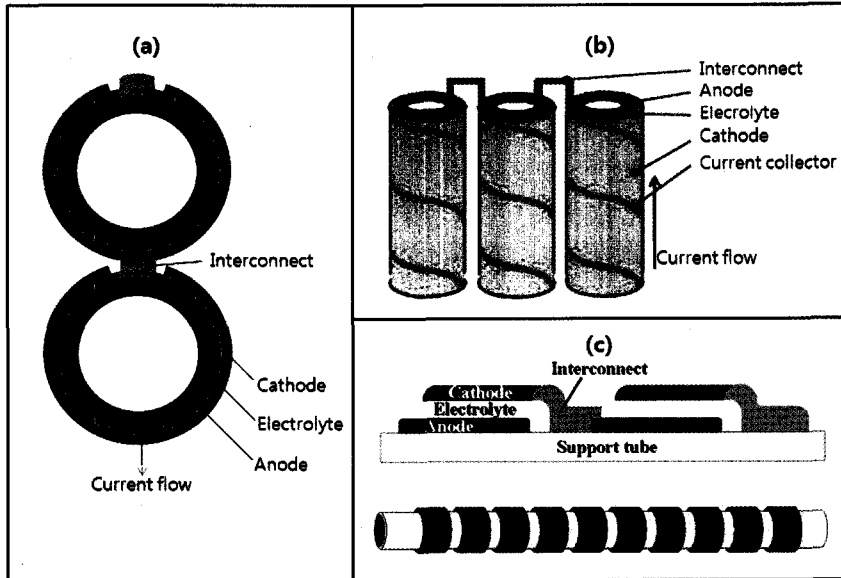 (a)
Interconnect
Cathode
Electrolyte
Anode
Current flow
(b)
Interconnect
Anode
Elecrolyte
Cathode
Current collector
Current flow
(c)
Interconnect
Cathode
Electrolyte
Anode
Support tube